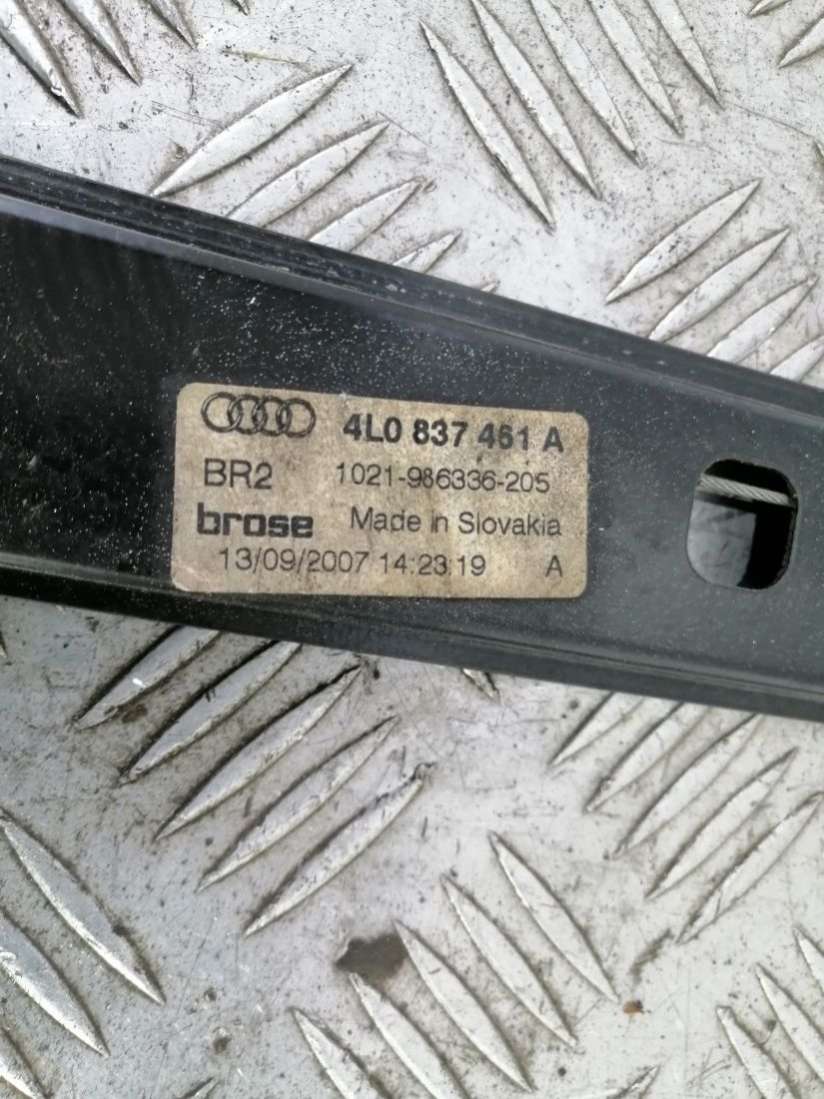 4L0 837 461 A
BR2 1021-986336-205
brose Made in Slovakia
13/09/2007 14:23:19 A